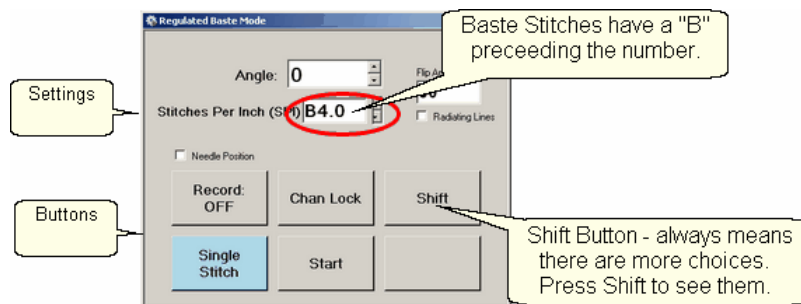 Regulated Baste Mode
Baste Stitches have a "B"
preceeding the number.
Angle: 0
Settings
Stitches Per Inch (SPI) B4.0
Radiating Lines
Needle Position
Record:
OFF
Chan Lock
Shift
Buttons
Single
Stitch
Start
Shift Button - always means
there are more choices.
Press Shift to see them.